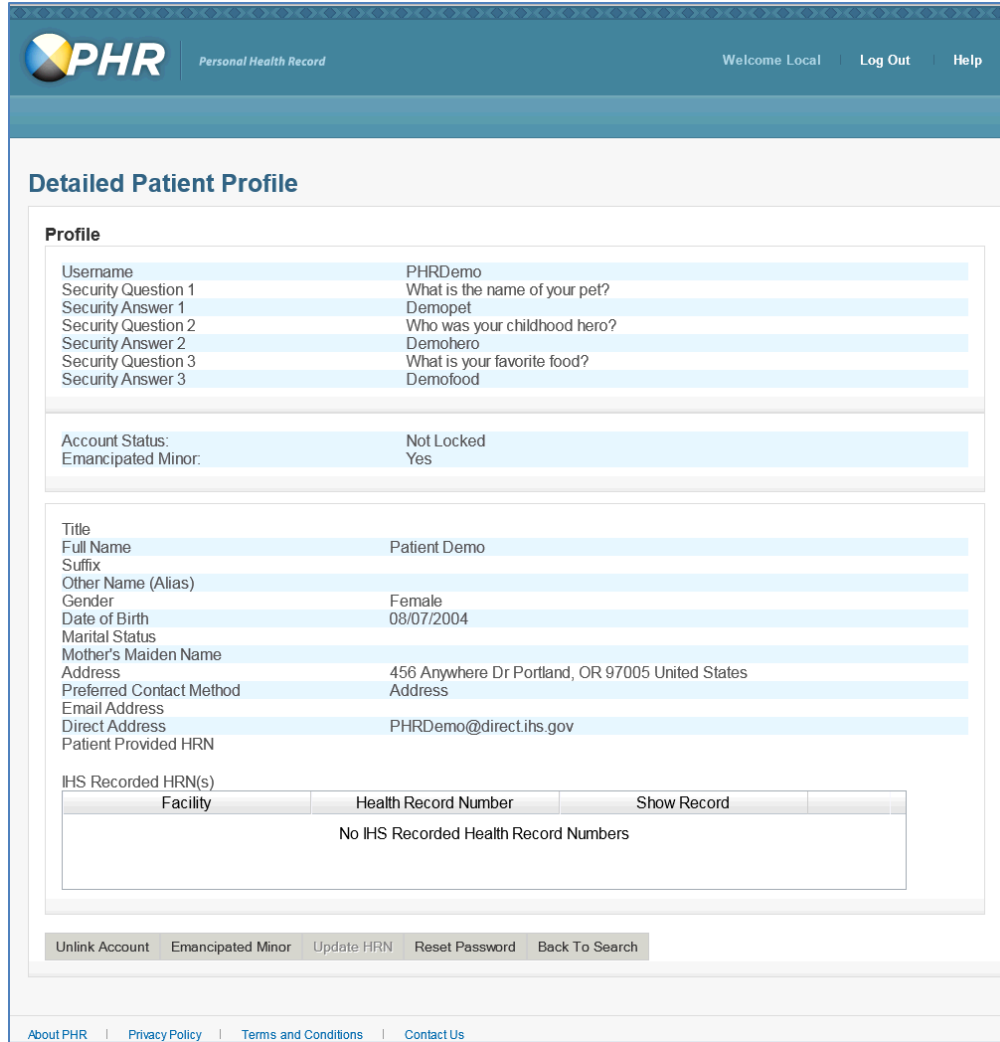 PHR Personal Health Record Welcome Local Log Out Help
Detailed Patient Profile
Profile
Username PHRDemo
Security Question 1 What is the name of your pet?
Security Answer 1 Demopet
Security Question 2 Who was your childhood hero?
Security Answer 2 Demohero
Security Question 3 What is your favorite food?
Security Answer 3 Demofood
Account Status: Not Locked
Emancipated Minor: Yes
Title
Full Name Patient Demo
Suffix
Other Name (Alias)
Gender Female
Date of Birth 08/07/2004
Marital Status
Mother's Maiden Name
Address 456 Anywhere Dr Portland, OR 97005 United States
Preferred Contact Method Address
Email Address
Direct Address PHRDemo@direct.ihs.gov
Patient Provided HRN
IHS Recorded HRN(s)
Facility Health Record Number Show Record
No IHS Recorded Health Record Numbers
Unlink Account Emancipated Minor Update HRN Reset Password Back To Search
About PHR | Privacy Policy | Terms and Conditions | Contact Us